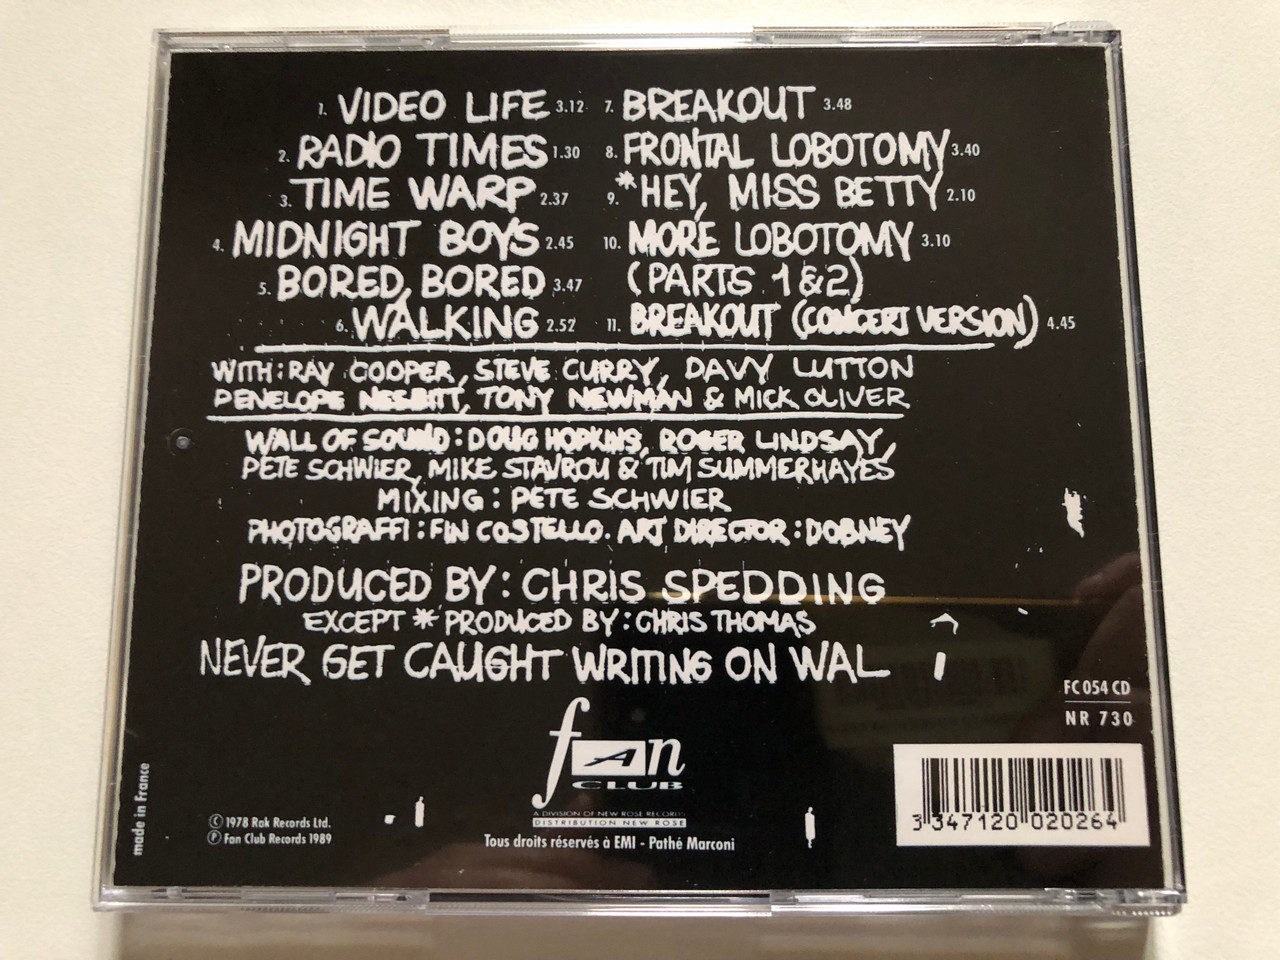 1. VIDEO LIFE 3.12
2. RADIO TIMES 1.30
3. TIME WARP 2.37
4. MIDNIGHT BOYS 2.45
5. BORED, BORED 3.47
6. WALKING 2.52
7. BREAKOUT 3.48
8. FRONTAL LOBOTOMY 3.40
9. *HEY, MISS BETTY 2.10
10. MORE LOBOTOMY 3.10
(PARTS 1 & 2)
11. BREAKOUT (CONCERT VERSION) 4.45
WITH: RAY COOPER, STEVE CURRY, DAVY LUTTON
PENELOPE NESBITT, TONY NEWMAN & MICK OLIVER
WALL OF SOUND: DOUG HOPKINS, ROGER LINDSAY,
PETE SCHWIER, MIKE STAVROU & TIM SUMMERHAYES
MIXING: PETE SCHWIER
PHOTOGRAFFI: FIN COSTELLO. ART DIRECTOR: DOBNEY
PRODUCED BY: CHRIS SPEDDING
EXCEPT * PRODUCED BY: CHRIS THOMAS
NEVER GET CAUGHT WRITING ON WAL
FC 054 CD
NR 730
fAn
CLUB
A DIVISION OF NEW ROSE RECORDS
DISTRIBUTION NEW ROSE
Tous droits réservés à EMI - Pathé Marconi
made in France
© 1978 Rak Records Ltd.
℗ Fan Club Records 1989
3 347120 020264